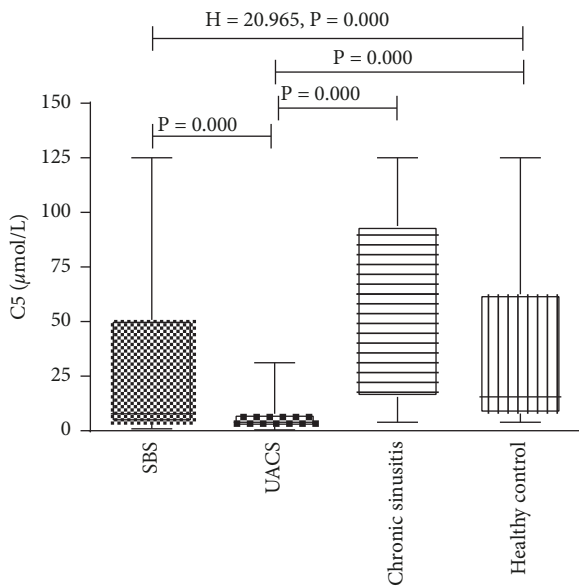 H = 20.965, P = 0.000
P = 0.000
P = 0.000
P = 0.000
150
125
100
75
50
25
0
C5 (μmol/L)
SBS
UACS
Chronic sinusitis
Healthy control